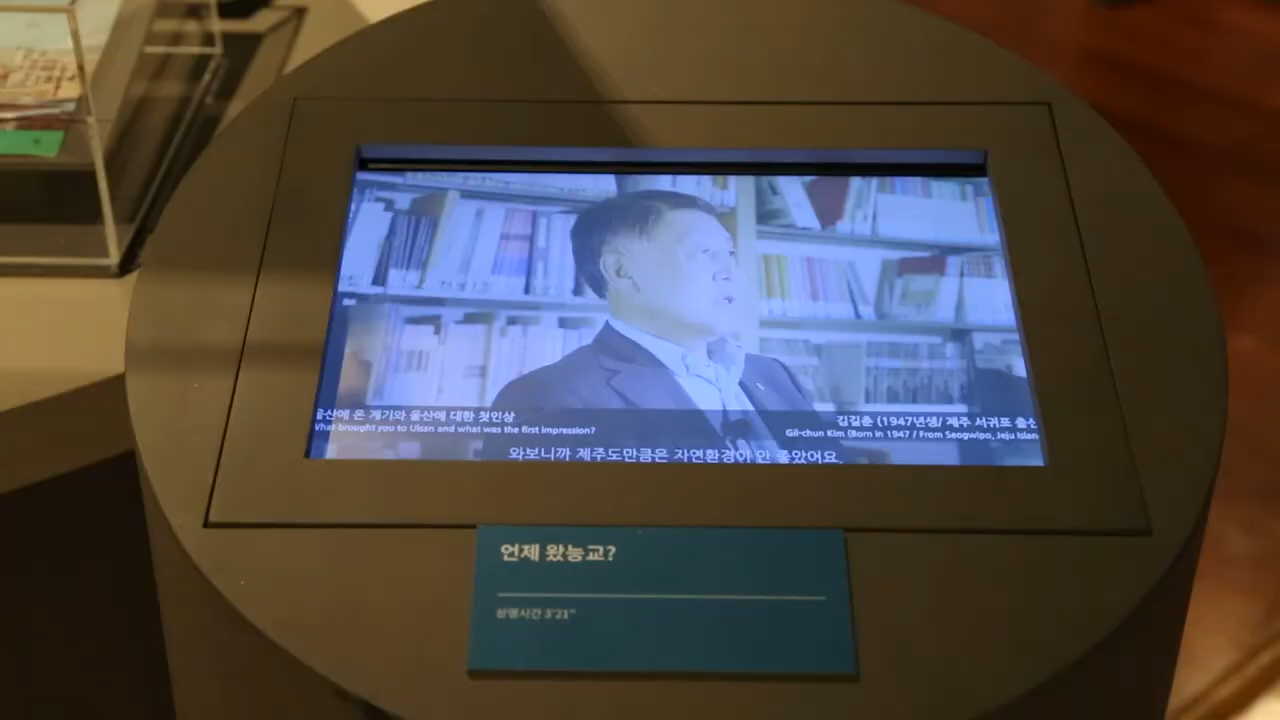 울산에 온 계기와 울산에 대한 첫인상
What brought you to Ulsan and what was the first impression?
김길춘 (1947년생/ 제주 서귀포 출신
Gil-chun Kim (Born in 1947 / From Seogwipo, Jeju Islan
와보니까 제주도만큼은 자연환경이 안 좋았어요.
언제 왔능교?
상영시간 3'21"